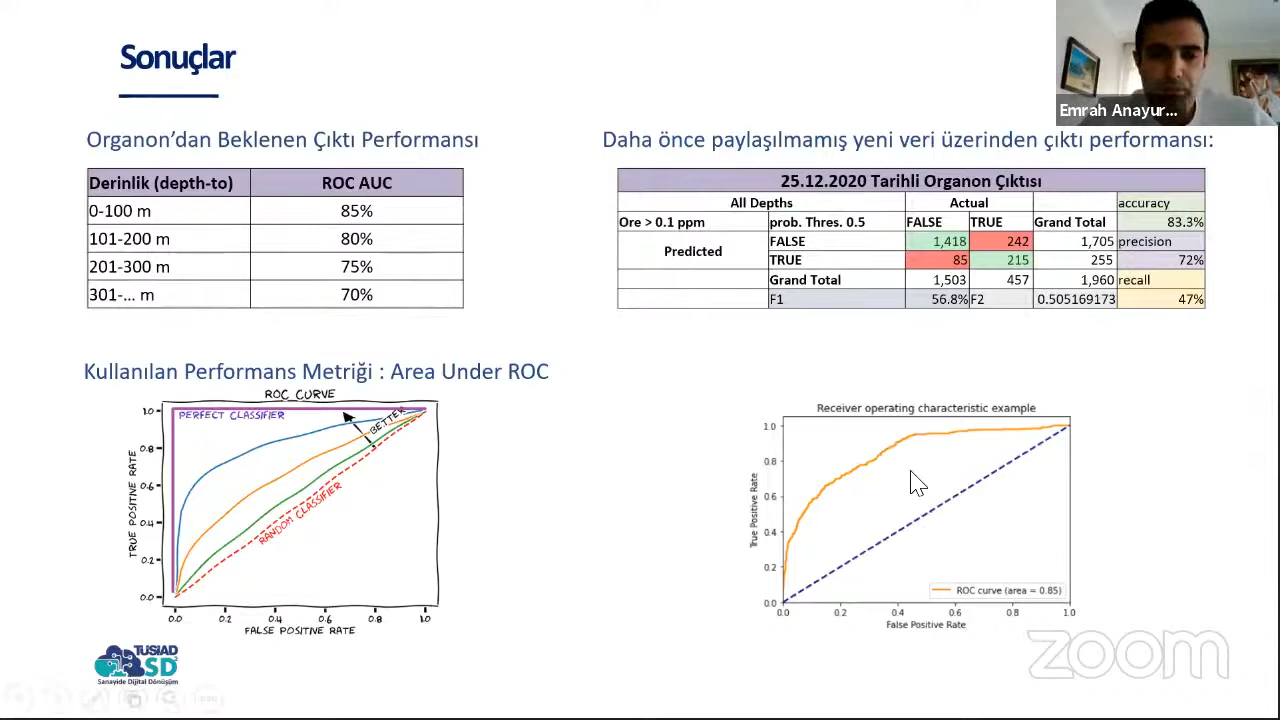 Sonuçlar
Emrah Anayur...
Organon’dan Beklenen Çıktı Performansı
Derinlik (depth-to) ROC AUC
0-100 m 85%
101-200 m 80%
201-300 m 75%
301-... m 70%
Daha önce paylaşılmamış yeni veri üzerinden çıktı performansı:
25.12.2020 Tarihli Organon Çıktısı
All Depths Actual accuracy
Ore > 0.1 ppm prob. Thres. 0.5 FALSE TRUE Grand Total 83.3%
Predicted FALSE 1,418 242 1,705 precision
TRUE 85 215 255 72%
Grand Total 1,503 457 1,960 recall
F1 56.8% F2 0.505169173 47%
Kullanılan Performans Metriği : Area Under ROC
ROC CURVE
PERFECT CLASSIFIER
BETTER
RANDOM CLASSIFIER
TRUE POSITIVE RATE
1.0
0.8
0.6
0.4
0.2
0.0
0.0 0.2 0.4 0.6 0.8 1.0
FALSE POSITIVE RATE
Receiver operating characteristic example
True Positive Rate
1.0
0.8
0.6
0.4
0.2
0.0
ROC curve (area = 0.85)
0.0 0.2 0.4 0.6 0.8 1.0
False Positive Rate
TUSIAD
SD²
Sanayide Dijital Dönüşüm
zoom